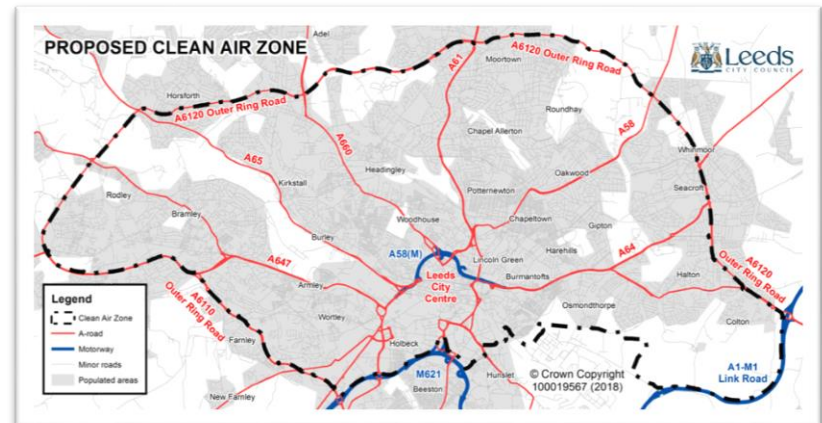 PROPOSED CLEAN AIR ZONE
Leeds
CITY COUNCIL
Adel
A61
A6120 Outer Ring Road
Moortown
Horsforth
A6120 Outer Ring Road
Roundhay
A58
A660
Chapel Allerton
Whinmoor
A65
Headingley
Oakwood
Kirkstall
Potternewton
Seacroft
Rodley
Bramley
Woodhouse
Chapeltown
Gipton
Burley
A58(M)
Lincoln Green
Harehills
A64
A6120
Outer Ring Road
A647
Leeds
City
Centre
Burmantofts
Halton
Armley
Osmondthorpe
Legend
Clean Air Zone
A-road
Motorway
Minor roads
Populated areas
A6110
Outer Ring Road
Wortley
Colton
Farnley
Holbeck
M621
Hunslet
Beeston
New Farnley
© Crown Copyright
100019567 (2018)
A1-M1
Link Road